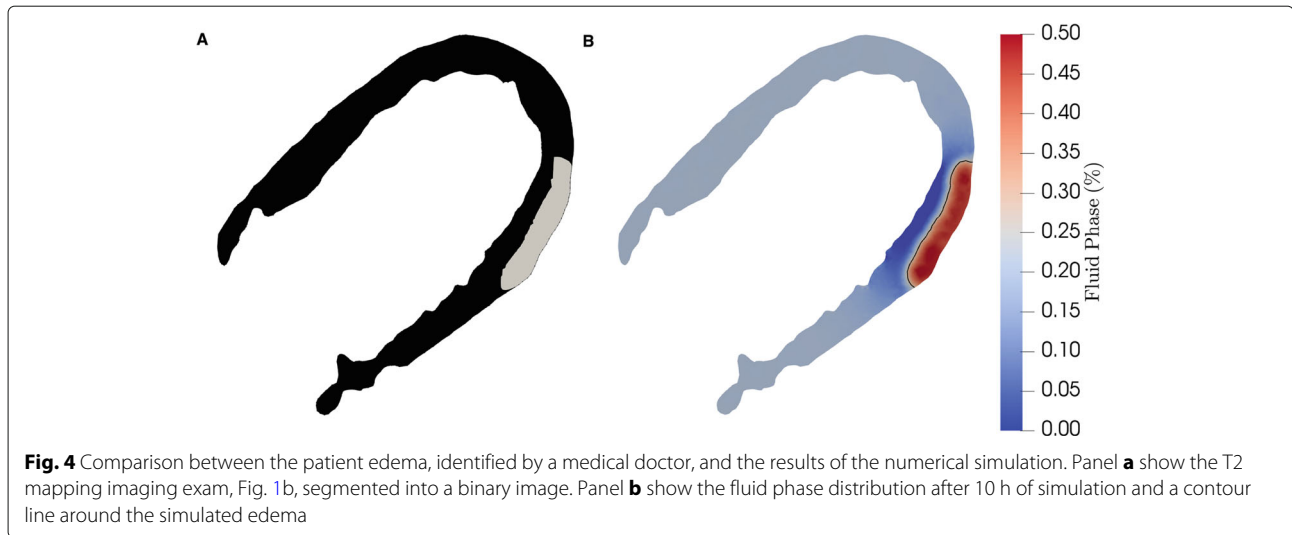 A
B
0.50
0.45
0.40
0.35
0.30
0.25
0.20
0.15
0.10
0.05
0.00
Fluid Phase (%)
Fig. 4 Comparison between the patient edema, identified by a medical doctor, and the results of the numerical simulation. Panel a show the T2
mapping imaging exam, Fig. 1b, segmented into a binary image. Panel b show the fluid phase distribution after 10 h of simulation and a contour
line around the simulated edema